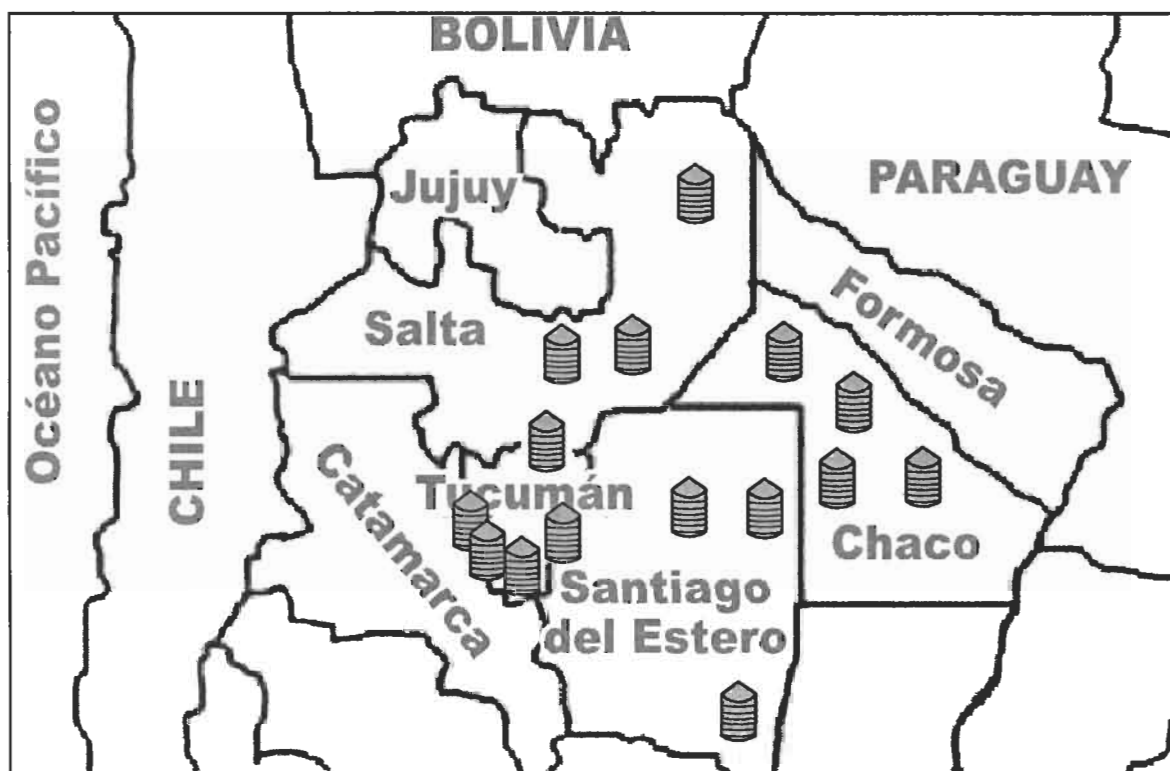 BOLIVIA
Océano Pacífico
PARAGUAY
Jujuy
Formosa
Salta
CHILE
Tucumán
Catamarca
Chaco
Santiago
del Estero